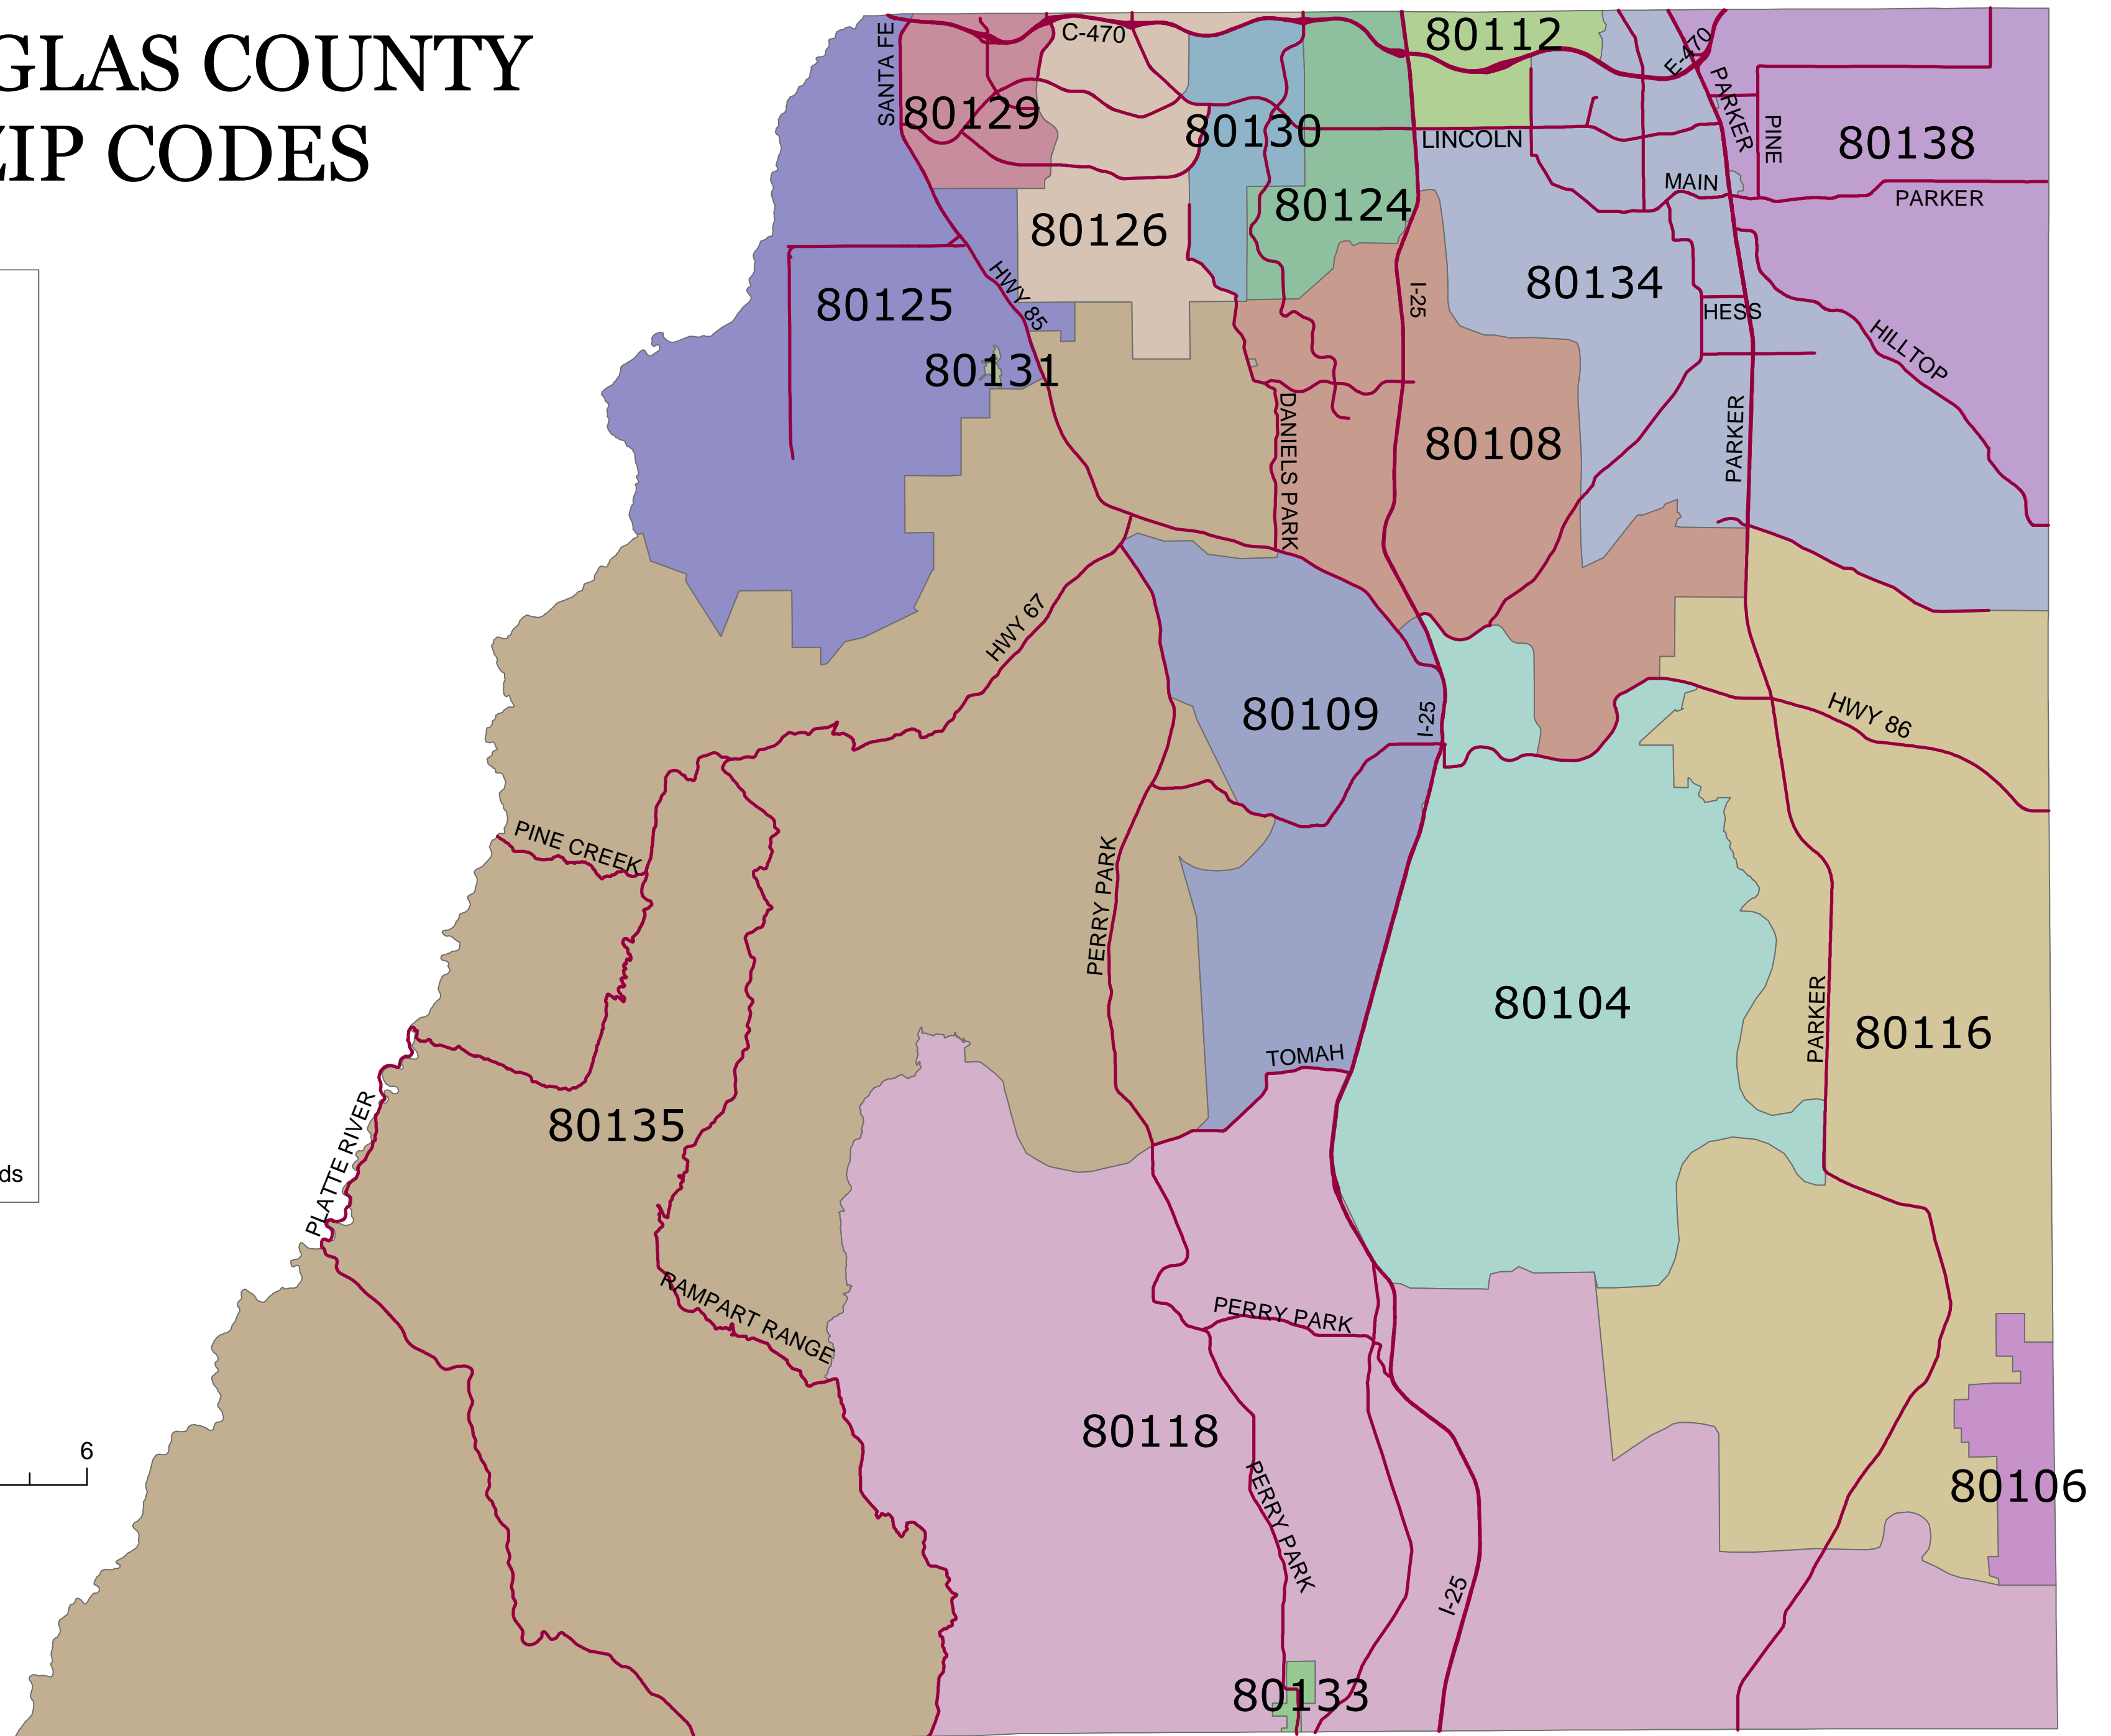 GLAS COUNTY
ZIP CODES
SANTA FE
C-470
80112
E-470
PARKER
80129
80130
LINCOLN
PINE
80138
MAIN
PARKER
80126
80124
80125
HWY 85
I-25
80134
HESS
HILLTOP
80131
DANIELS PARK
80108
PARKER
HWY 67
80109
I-25
HWY 86
PINE CREEK
PERRY PARK
80104
PARKER
80116
TOMAH
80135
PLATTE RIVER
ds
RAMPART RANGE
PERRY PARK
80118
6
PERRY PARK
80106
I-25
80133